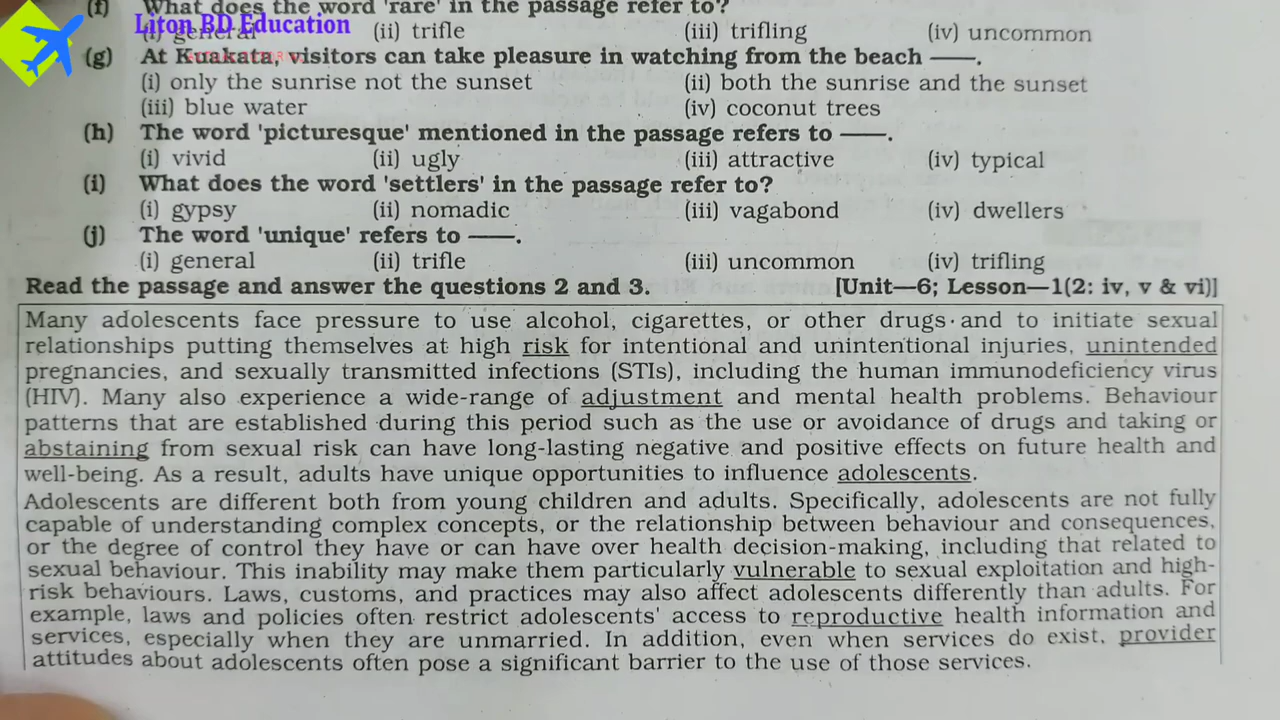 (f) What does the word 'rare' in the passage refer to?
Liton BD Education
(i) general (ii) trifle (iii) trifling (iv) uncommon
(g) At Kuakata, visitors can take pleasure in watching from the beach ——.
(i) only the sunrise not the sunset (ii) both the sunrise and the sunset
(iii) blue water (iv) coconut trees
(h) The word 'picturesque' mentioned in the passage refers to ——.
(i) vivid (ii) ugly (iii) attractive (iv) typical
(i) What does the word 'settlers' in the passage refer to?
(i) gypsy (ii) nomadic (iii) vagabond (iv) dwellers
(j) The word 'unique' refers to ——.
(i) general (ii) trifle (iii) uncommon (iv) trifling
Read the passage and answer the questions 2 and 3. [Unit—6; Lesson—1(2: iv, v & vi)]
Many adolescents face pressure to use alcohol, cigarettes, or other drugs and to initiate sexual
relationships putting themselves at high risk for intentional and unintentional injuries, unintended
pregnancies, and sexually transmitted infections (STIs), including the human immunodeficiency virus
(HIV). Many also experience a wide-range of adjustment and mental health problems. Behaviour
patterns that are established during this period such as the use or avoidance of drugs and taking or
abstaining from sexual risk can have long-lasting negative and positive effects on future health and
well-being. As a result, adults have unique opportunities to influence adolescents.
Adolescents are different both from young children and adults. Specifically, adolescents are not fully
capable of understanding complex concepts, or the relationship between behaviour and consequences,
or the degree of control they have or can have over health decision-making, including that related to
sexual behaviour. This inability may make them particularly vulnerable to sexual exploitation and high-
risk behaviours. Laws, customs, and practices may also affect adolescents differently than adults. For
example, laws and policies often restrict adolescents' access to reproductive health information and
services, especially when they are unmarried. In addition, even when services do exist, provider
attitudes about adolescents often pose a significant barrier to the use of those services.